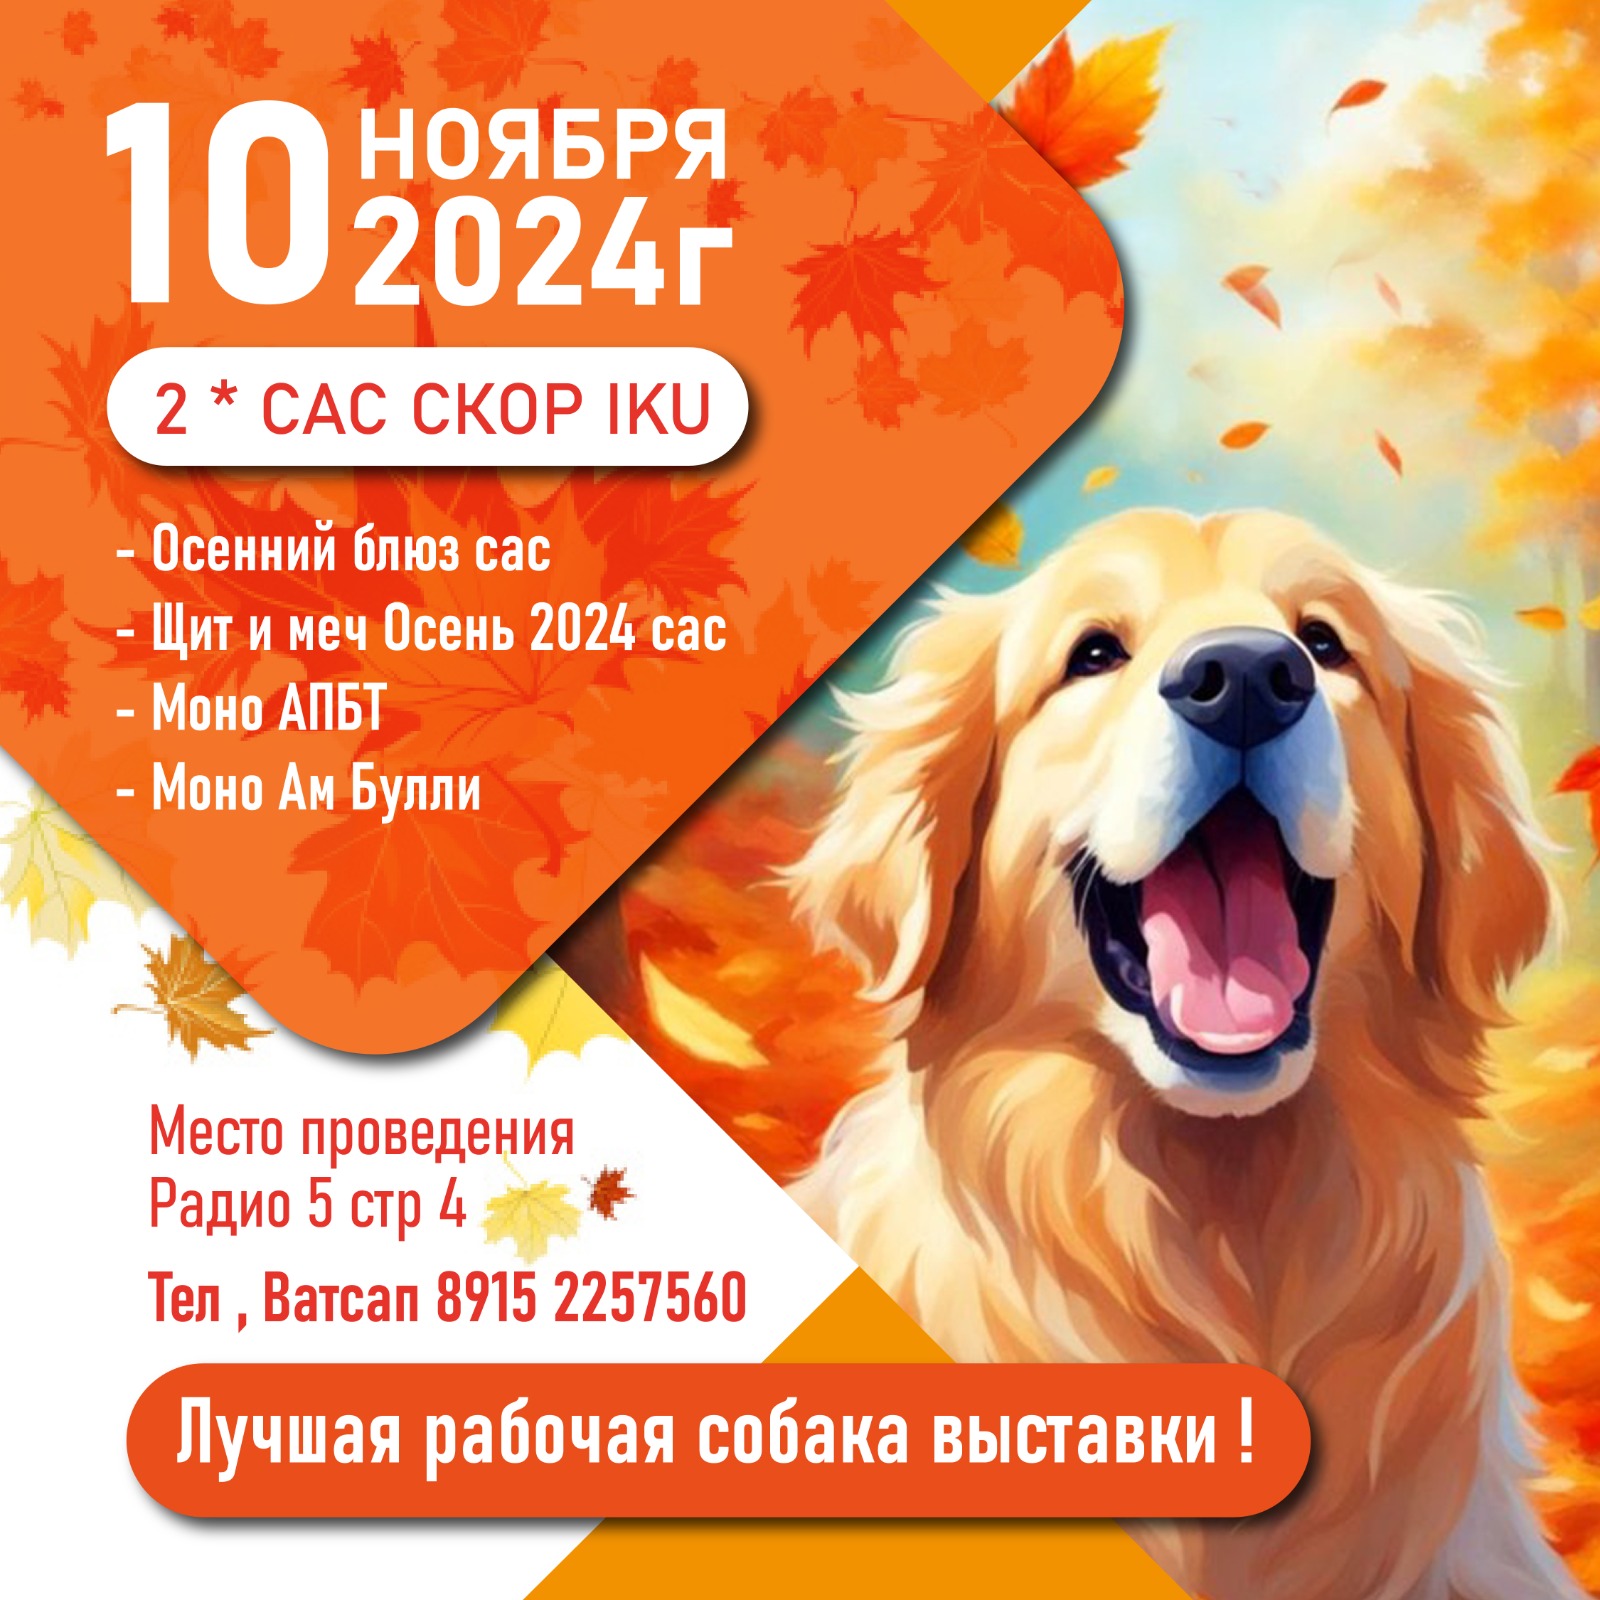 10 НОЯБРЯ
2024г
2 * САС СКОР IKU
- Осенний блюз сас
- Щит и меч Осень 2024 сас
- Моно АПБТ
- Моно Ам Булли
Место проведения
Радио 5 стр 4
Тел , Ватсап 8915 2257560
Лучшая рабочая собака выставки !